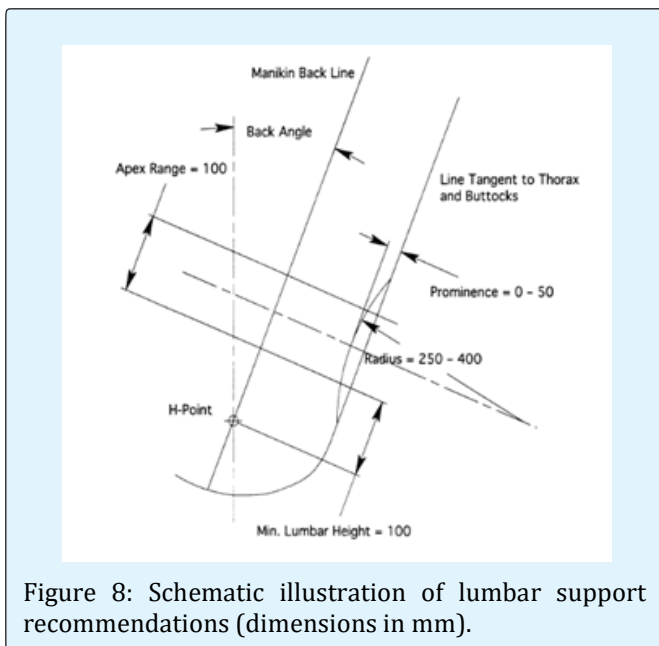 Manikin Back Line
Back Angle
Apex Range = 100
Line Tangent to Thorax
and Buttocks
Prominence = 0 – 50
Radius = 250 – 400
H-Point
Min. Lumbar Height = 100
Figure 8: Schematic illustration of lumbar support
recommendations (dimensions in mm).